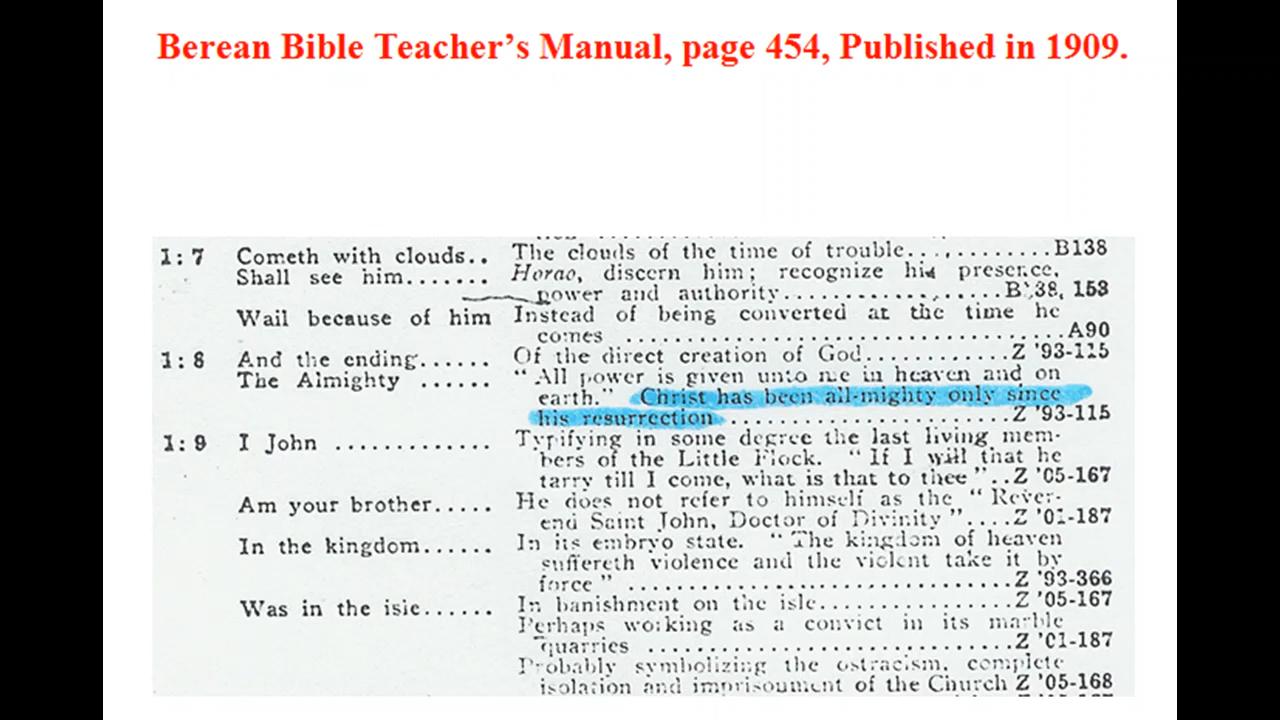 Berean Bible Teacher's Manual, page 454, Published in 1909.
1:7 Cometh with clouds.. The clouds of the time of trouble..........B138
Shall see him....... Horao, discern him; recognize his presence,
power and authority....................B138, 153
Wail because of him Instead of being converted at the time he
comes ........................................A90
1:8 And the ending...... Of the direct creation of God..........Z '93-115
The Almighty ...... "All power is given unto me in heaven and on
earth." Christ has been all-mighty only since
his resurrection ......................Z '93-115
1:9 I John ............. Typifying in some degree the last living mem-
bers of the Little Flock. "If I will that he
tarry till I come, what is that to thee"..Z '05-167
Am your brother..... He does not refer to himself as the "Rever-
end Saint John, Doctor of Divinity"....Z '01-187
In the kingdom...... In its embryo state. "The kingdom of heaven
suffereth violence and the violent take it by
force" ................................Z '93-366
Was in the isle...... In banishment on the isle..............Z '05-167
Perhaps working as a convict in its marble
quarries ..............................Z '01-187
Probably symbolizing the ostracism, complete
isolation and imprisonment of the Church Z '05-168